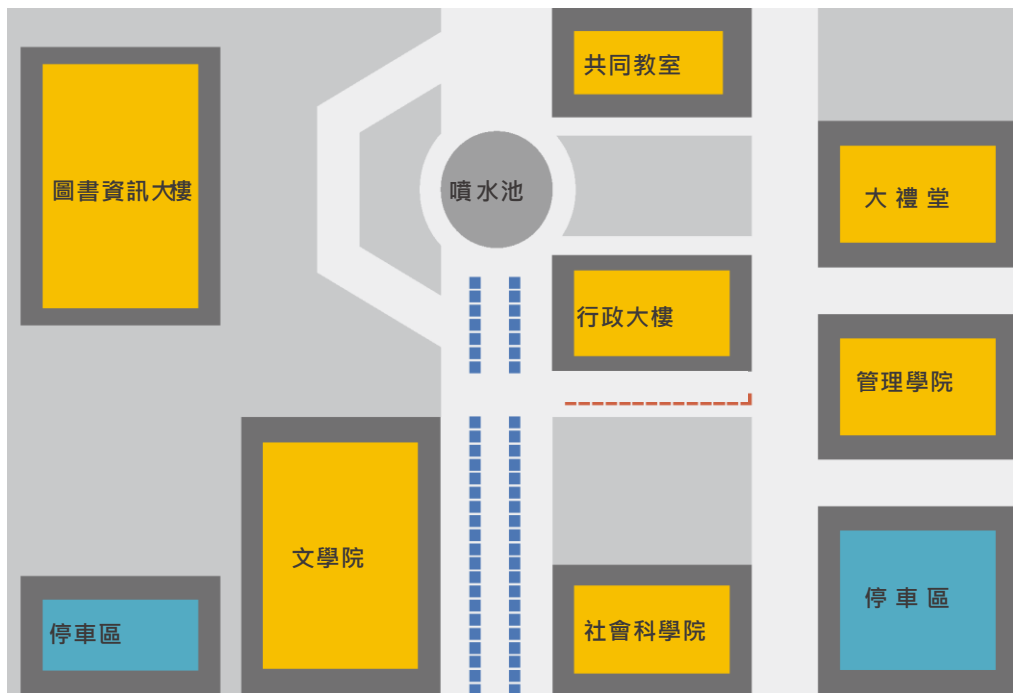 共同教室
圖書資訊大樓
噴水池
大禮堂
行政大樓
管理學院
文學院
停車區
社會科學院
停車區